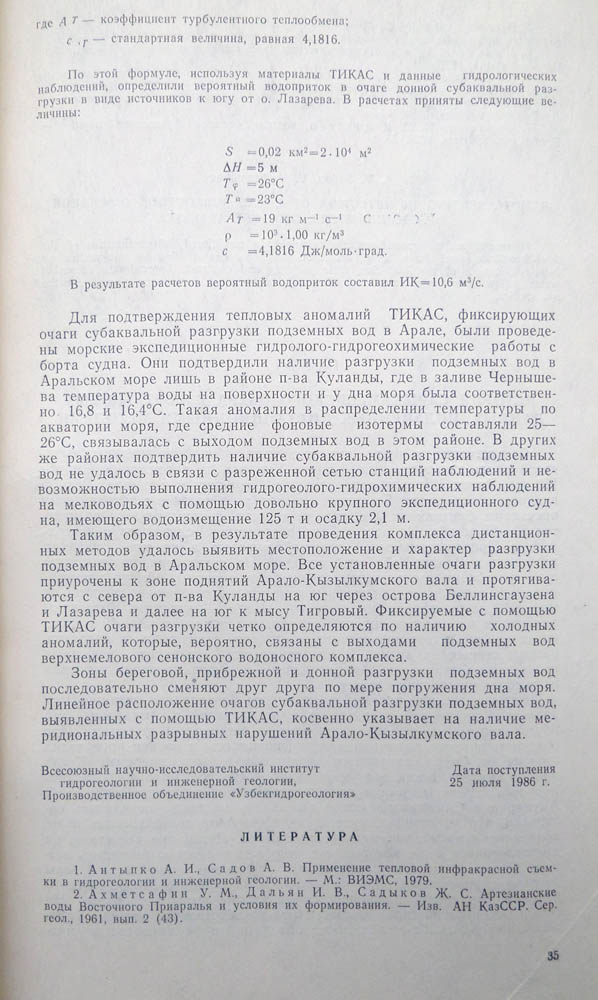 где A T — коэффициент турбулентного теплообмена;
c — стандартная величина, равная 4,1816.
По этой формуле, используя материалы ТИКАС и данные гидрологических
наблюдений, определили вероятный водоприток в очаге донной субаквальной раз-
грузки в виде источников к югу от о. Лазарева. В расчетах приняты следующие ве-
личины:
S =0,02 км²=2·10⁴ м²
ΔH =5 м
T φ =26°С
T =23°С
A T =19 кг м⁻¹ с⁻¹
ρ =10³·1,00 кг/м³
c =4,1816 Дж/моль·град.
В результате расчетов вероятный водоприток составил ИК=10,6 м³/с.
Для подтверждения тепловых аномалий ТИКАС, фиксирующих
очаги субаквальной разгрузки подземных вод в Арале, были проведе-
ны морские экспедиционные гидролого-гидрогеохимические работы с
борта судна. Они подтвердили наличие разгрузки подземных вод в
Аральском море лишь в районе п-ва Куланды, где в заливе Черныше-
ва температура воды на поверхности и у дна моря была соответствен-
но 16,8 и 16,4°С. Такая аномалия в распределении температуры по
акватории моря, где средние фоновые изотермы составляли 25—
26°С, связывалась с выходом подземных вод в этом районе. В других
же районах подтвердить наличие субаквальной разгрузки подземных
вод не удалось в связи с разреженной сетью станций наблюдений и не-
возможностью выполнения гидрогеолого-гидрохимических наблюдений
на мелководьях с помощью довольно крупного экспедиционного суд-
на, имеющего водоизмещение 125 т и осадку 2,1 м.
Таким образом, в результате проведения комплекса дистанцион-
ных методов удалось выявить местоположение и характер разгрузки
подземных вод в Аральском море. Все установленные очаги разгрузки
приурочены к зоне поднятий Арало-Қызылкумского вала и протягива-
ются с севера от п-ва Куланды на юг через острова Беллинсгаузена
и Лазарева и далее на юг к мысу Тигровый. Фиксируемые с помощью
ТИКАС очаги разгрузки четко определяются по наличию холодных
аномалий, которые, вероятно, связаны с выходами подземных вод
верхнемелового сенонского водоносного комплекса.
Зоны береговой, прибрежной и донной разгрузки подземных вод
последовательно сменяют друг друга по мере погружения дна моря.
Линейное расположение очагов субаквальной разгрузки подземных вод,
выявленных с помощью ТИКАС, косвенно указывает на наличие ме-
ридиональных разрывных нарушений Арало-Қызылкумского вала.
Всесоюзный научно-исследовательский институт
гидрогеологии и инженерной геологии,
Производственное объединение «Узбекгидрогеология»
Дата поступления
25 июля 1986 г.
ЛИТЕРАТУРА
1. Антыпко А. И., Садов А. В. Применение тепловой инфракрасной съем-
ки в гидрогеологии и инженерной геологии. — М.: ВИЭМС, 1979.
2. Ахметсафин У. М., Дальян И. В., Садыков Ж. С. Артезианские
воды Восточного Приаралья и условия их формирования. — Изв. АН ҚазССР. Сер.
геол., 1961, вып. 2 (43).
35